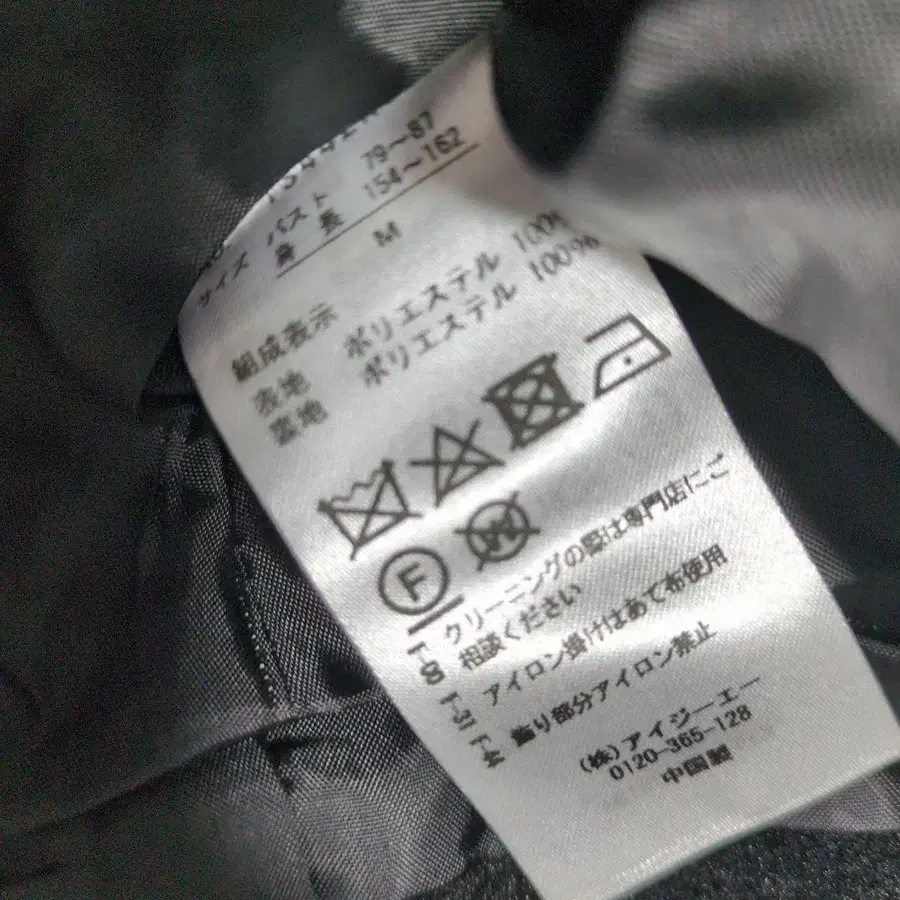 サイズ バスト 79～87
身長 154～162
M
組成表示
表地 ポリエステル 100%
裏地 ポリエステル 100%
F W
クリーニングの際は専門店にご
相談ください
アイロン掛けはあて布使用
飾り部分アイロン禁止
(株)アイジーエー
0120-365-128
中国製